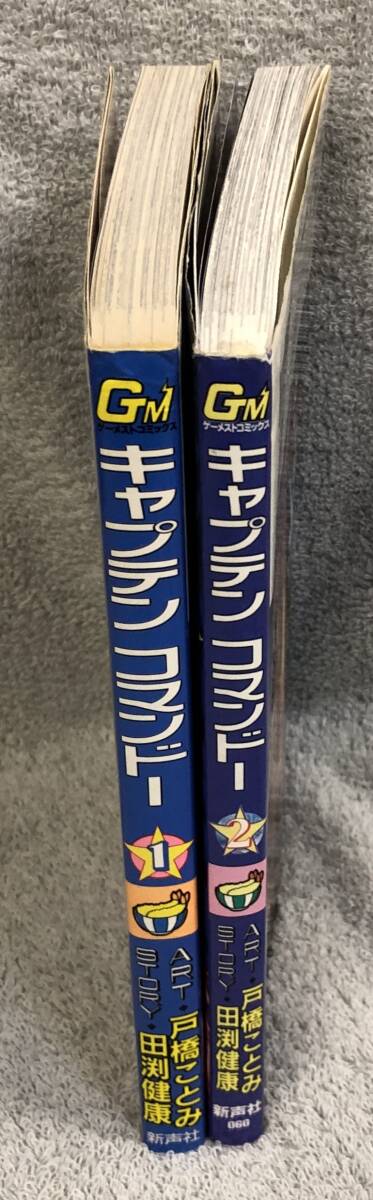 GTM
ゲーメストコミックス
キャプテン コマンドー
1
ART・戸橋ことみ
STORY・田渕健康
新声社
GTM
ゲーメストコミックス
キャプテン コマンドー
2
ART・戸橋ことみ
STORY・田渕健康
新声社
060